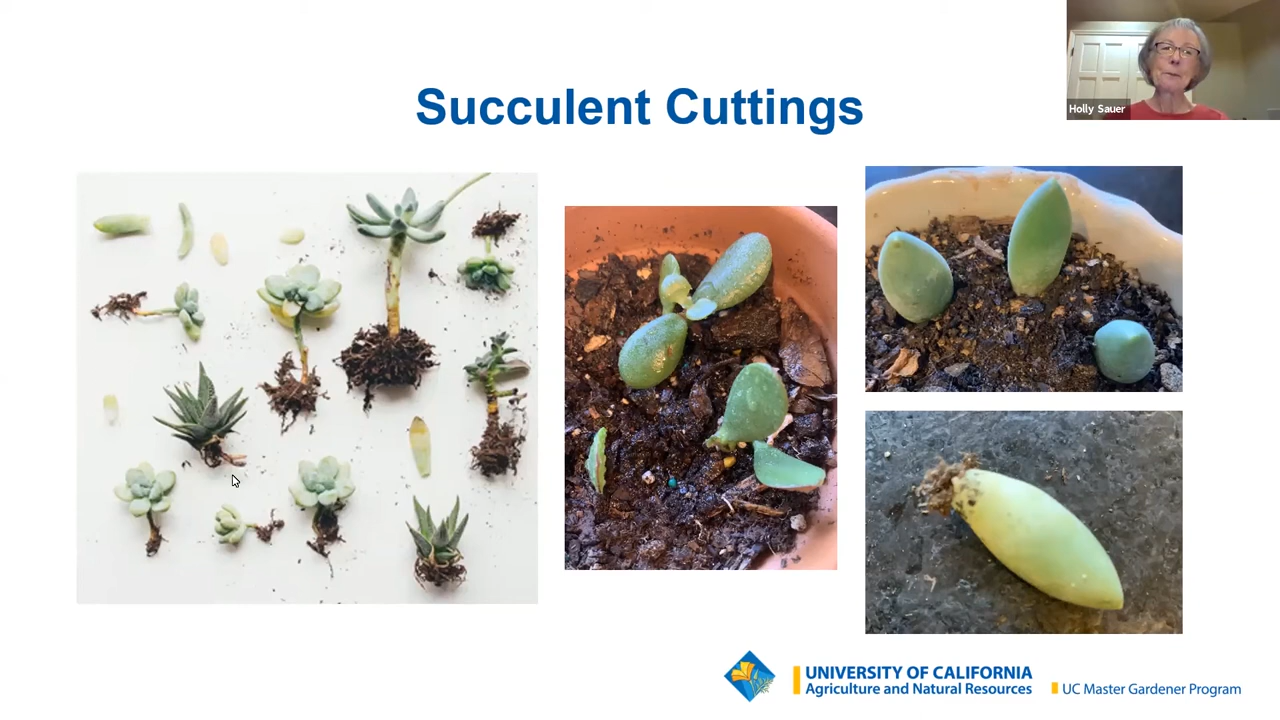 Holly Sauer
Succulent Cuttings
UNIVERSITY OF CALIFORNIA
Agriculture and Natural Resources
UC Master Gardener Program